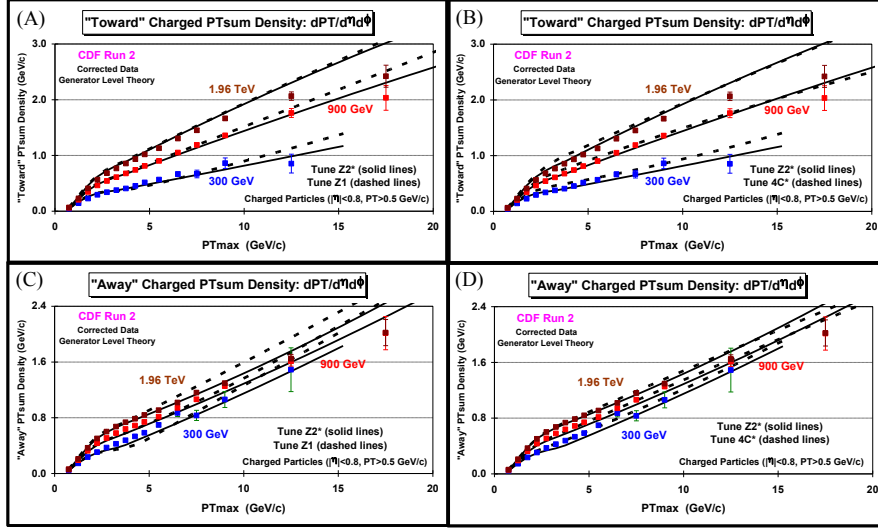 (A)
"Toward" Charged PTsum Density: dPT/dηdφ
"Toward" PTsum Density (GeV/c)
3.0
2.0
1.0
0.0
CDF Run 2
Corrected Data
Generator Level Theory
1.96 TeV
900 GeV
300 GeV
Tune Z2* (solid lines)
Tune Z1 (dashed lines)
Charged Particles (|η|<0.8, PT>0.5 GeV/c)
0 5 10 15 20
PTmax (GeV/c)
(B)
"Toward" Charged PTsum Density: dPT/dηdφ
"Toward" PTsum Density (GeV/c)
3.0
2.0
1.0
0.0
CDF Run 2
Corrected Data
Generator Level Theory
1.96 TeV
900 GeV
300 GeV
Tune Z2* (solid lines)
Tune 4C* (dashed lines)
Charged Particles (|η|<0.8, PT>0.5 GeV/c)
0 5 10 15 20
PTmax (GeV/c)
(C)
"Away" Charged PTsum Density: dPT/dηdφ
"Away" PTsum Density (GeV/c)
2.4
1.6
0.8
0.0
CDF Run 2
Corrected Data
Generator Level Theory
1.96 TeV
900 GeV
300 GeV
Tune Z2* (solid lines)
Tune Z1 (dashed lines)
Charged Particles (|η|<0.8, PT>0.5 GeV/c)
0 5 10 15 20
PTmax (GeV/c)
(D)
"Away" Charged PTsum Density: dPT/dηdφ
"Away" PTsum Density (GeV/c)
2.4
1.6
0.8
0.0
CDF Run 2
Corrected Data
Generator Level Theory
1.96 TeV
900 GeV
300 GeV
Tune Z2* (solid lines)
Tune 4C* (dashed lines)
Charged Particles (|η|<0.8, PT>0.5 GeV/c)
0 5 10 15 20
PTmax (GeV/c)